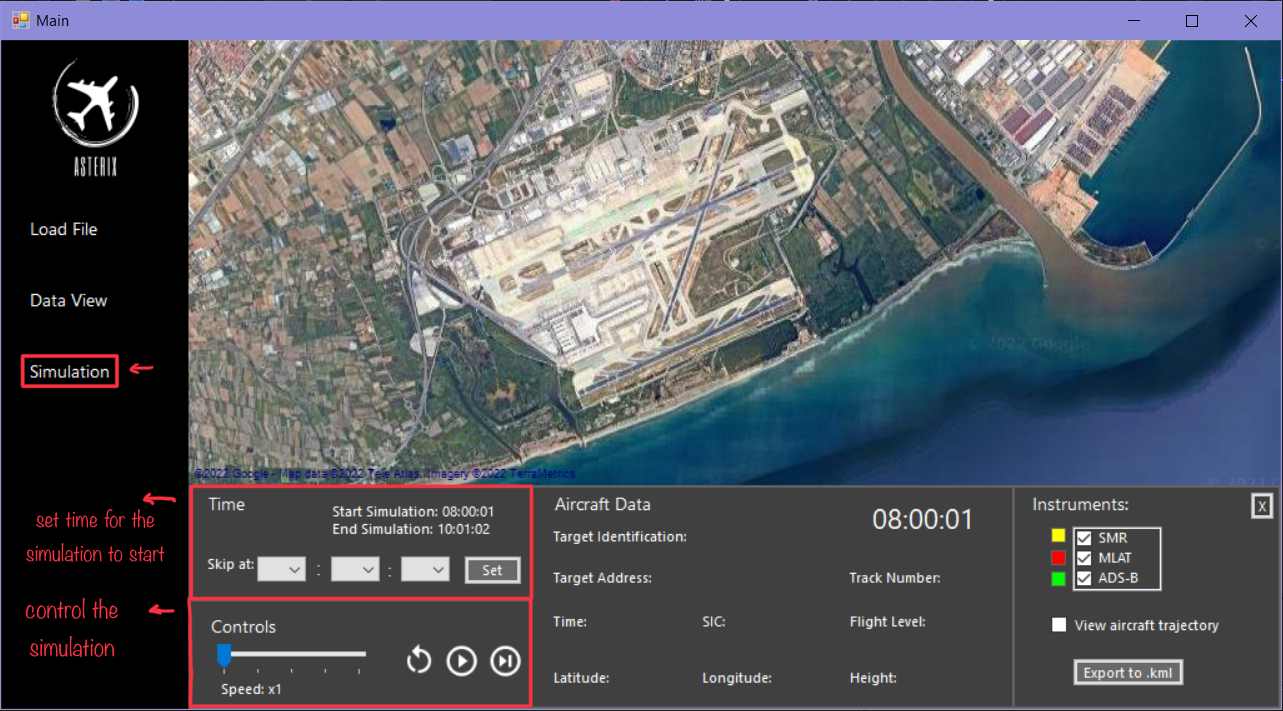 Main
ASTERIX
Load File
Data View
Simulation
set time for the
simulation to start
control the
simulation
© 2022 Google
©2022 Google - Map data ©2022 Tele Atlas, Imagery ©2022 TerraMetrics
Time
Start Simulation: 08:00:01
End Simulation: 10:01:02
Skip at:
:
:
Set
Controls
Speed: x1
Aircraft Data
08:00:01
Target Identification:
Target Address:
Track Number:
Time:
SIC:
Flight Level:
Latitude:
Longitude:
Height:
Instruments:
X
SMR
MLAT
ADS-B
View aircraft trajectory
Export to .kml